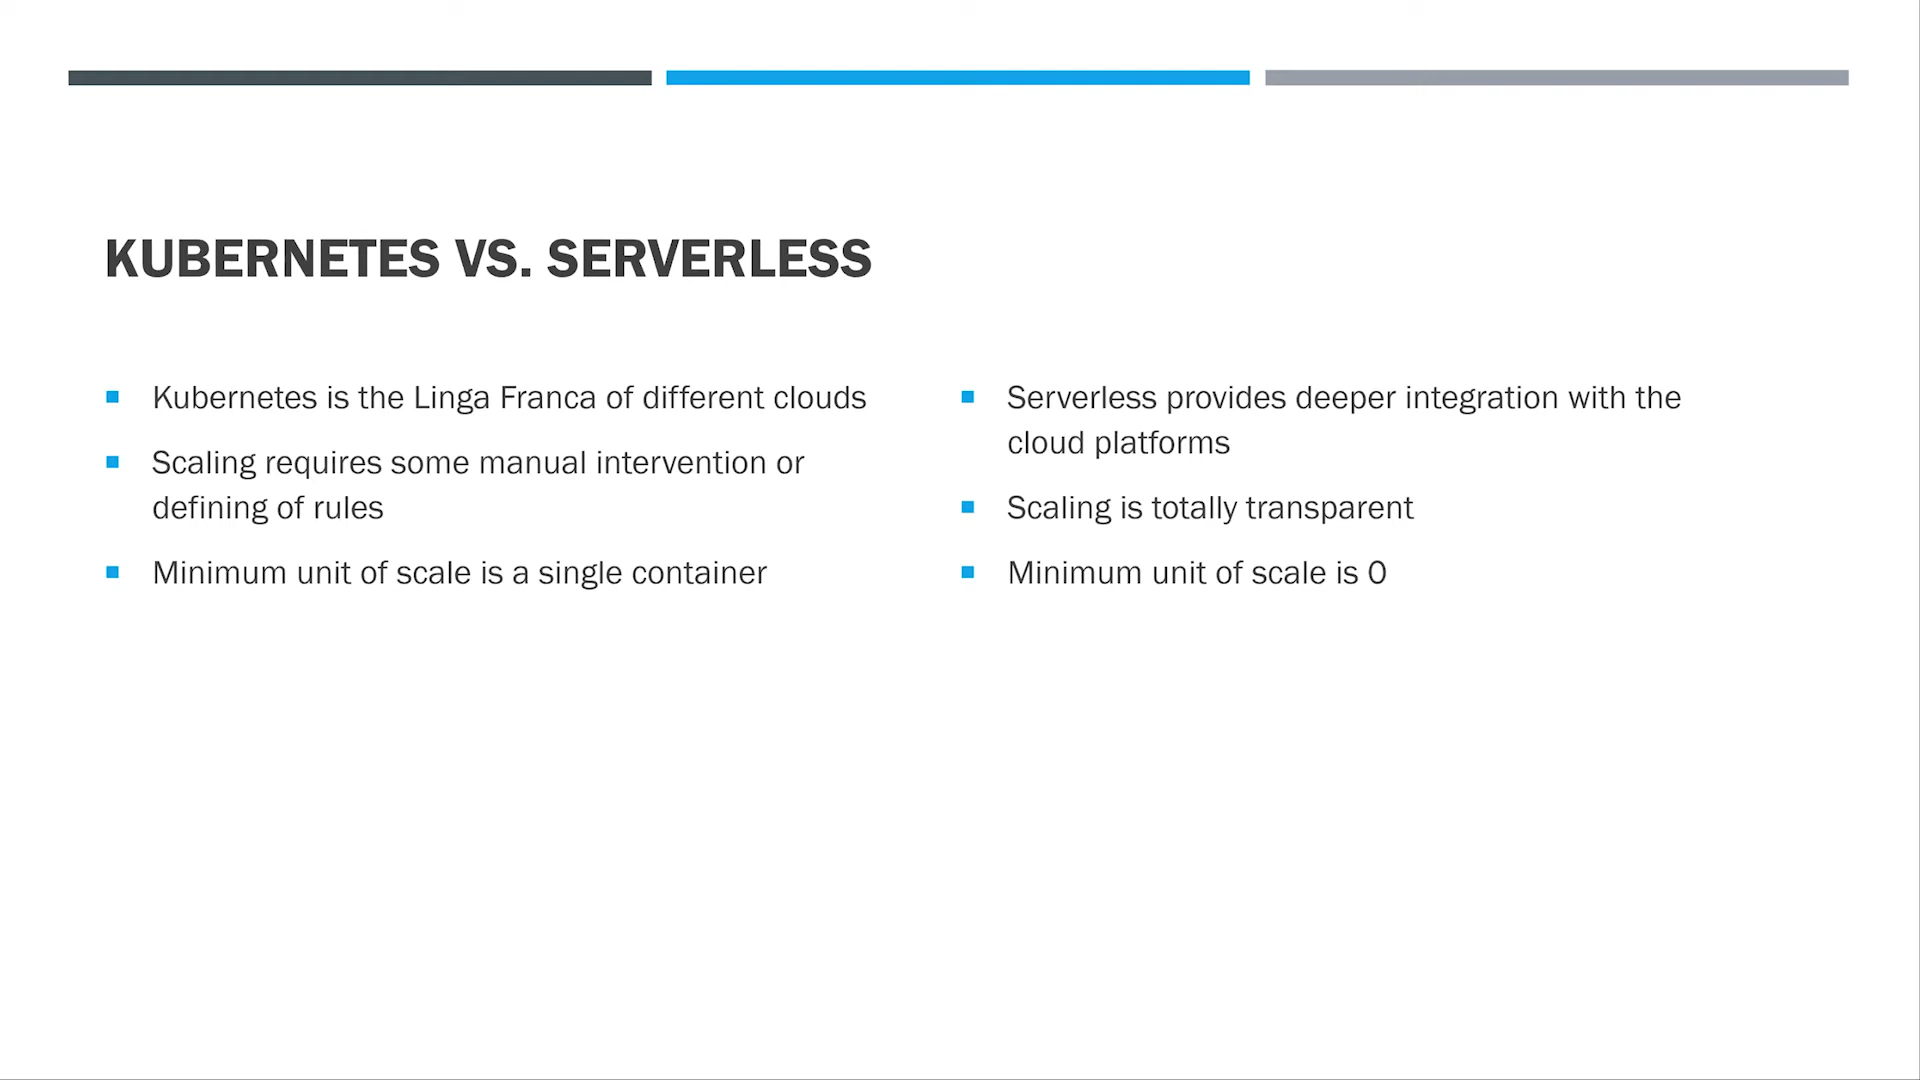 KUBERNETES VS. SERVERLESS
Kubernetes is the Linga Franca of different clouds
Scaling requires some manual intervention or
defining of rules
Minimum unit of scale is a single container
Serverless provides deeper integration with the
cloud platforms
Scaling is totally transparent
Minimum unit of scale is 0